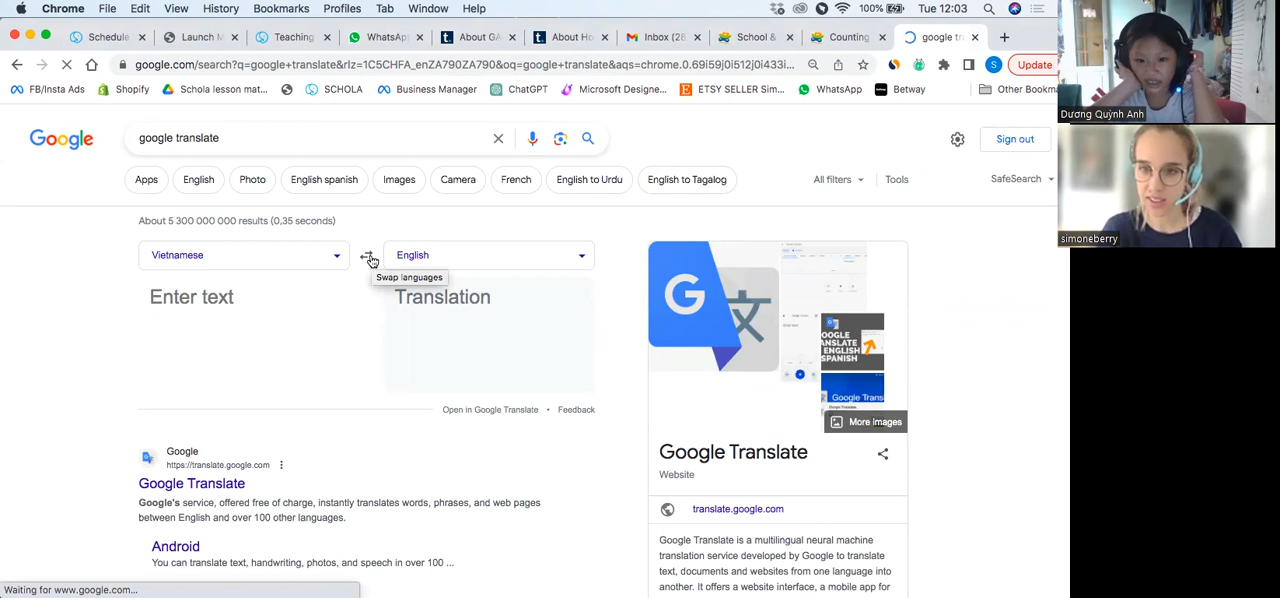 Chrome File Edit View History Bookmarks Profiles Tab Window Help
100% Tue 12:03
Schedule
Launch M
Teaching
WhatsApp
About GA
About Ho
Inbox (28
School &
Counting
google tra
google.com/search?q=google+translate&rlz=1C5CHFA_enZA790ZA790&oq=google+translate&aqs=chrome.0.69i59j0i512j0i433i...
Update
FB/Insta Ads
Shopify
Schola lesson mat...
SCHOLA
Business Manager
ChatGPT
Microsoft Designe...
ETSY SELLER Sim...
WhatsApp
Betway
Other Bookma
Dương Quỳnh Anh
simoneberry
Google
google translate
Sign out
Apps
English
Photo
English spanish
Images
Camera
French
English to Urdu
English to Tagalog
All filters
Tools
SafeSearch
About 5 300 000 000 results (0,35 seconds)
Vietnamese
English
Swap languages
Enter text
Translation
Open in Google Translate • Feedback
Google
https://translate.google.com
Google Translate
Google's service, offered free of charge, instantly translates words, phrases, and web pages
between English and over 100 other languages.
Android
You can translate text, handwriting, photos, and speech in over 100 ...
OOGLE
ANSLATE
ENGLISH
SPANISH
Google Trans
More images
Google Translate
Website
translate.google.com
Google Translate is a multilingual neural machine
translation service developed by Google to translate
text, documents and websites from one language into
another. It offers a website interface, a mobile app for
Waiting for www.google.com...